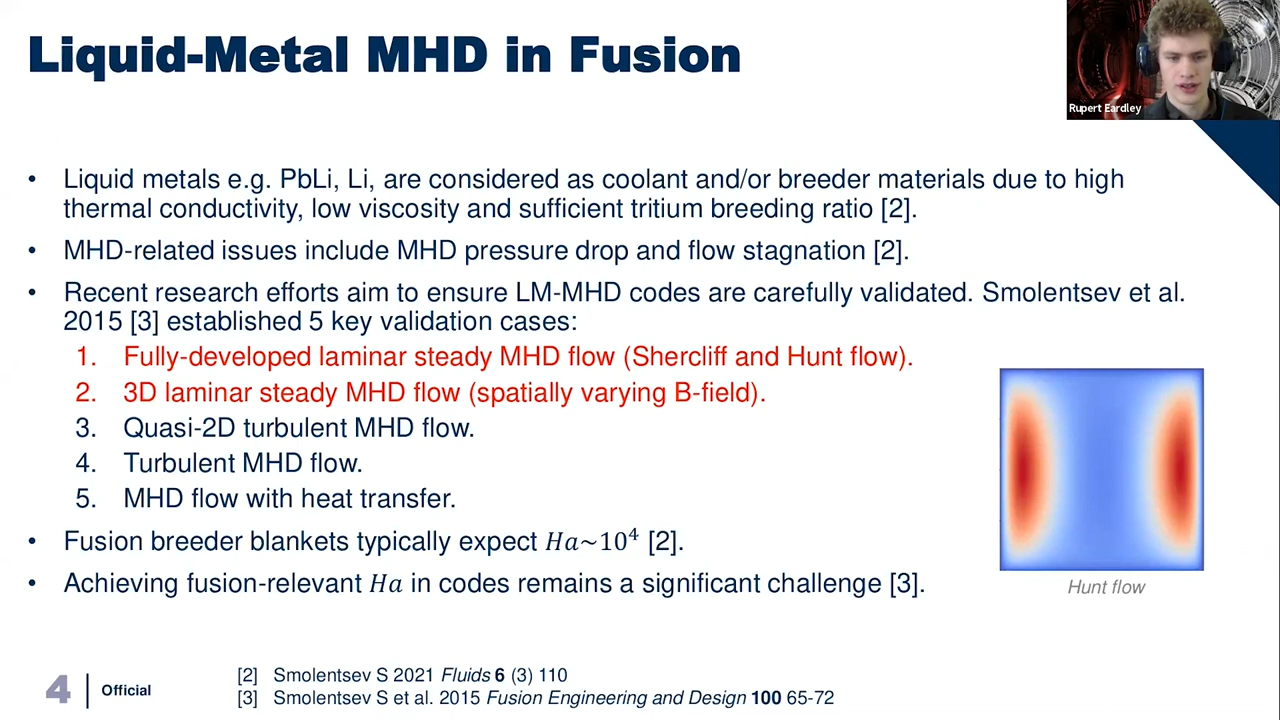 Liquid-Metal MHD in Fusion
Rupert Eardley
• Liquid metals e.g. PbLi, Li, are considered as coolant and/or breeder materials due to high
thermal conductivity, low viscosity and sufficient tritium breeding ratio [2].
• MHD-related issues include MHD pressure drop and flow stagnation [2].
• Recent research efforts aim to ensure LM-MHD codes are carefully validated. Smolentsev et al.
2015 [3] established 5 key validation cases:
1. Fully-developed laminar steady MHD flow (Shercliff and Hunt flow).
2. 3D laminar steady MHD flow (spatially varying B-field).
3. Quasi-2D turbulent MHD flow.
4. Turbulent MHD flow.
5. MHD flow with heat transfer.
• Fusion breeder blankets typically expect Ha~10⁴ [2].
• Achieving fusion-relevant Ha in codes remains a significant challenge [3].
Hunt flow
4 Official
[2] Smolentsev S 2021 Fluids 6 (3) 110
[3] Smolentsev S et al. 2015 Fusion Engineering and Design 100 65-72